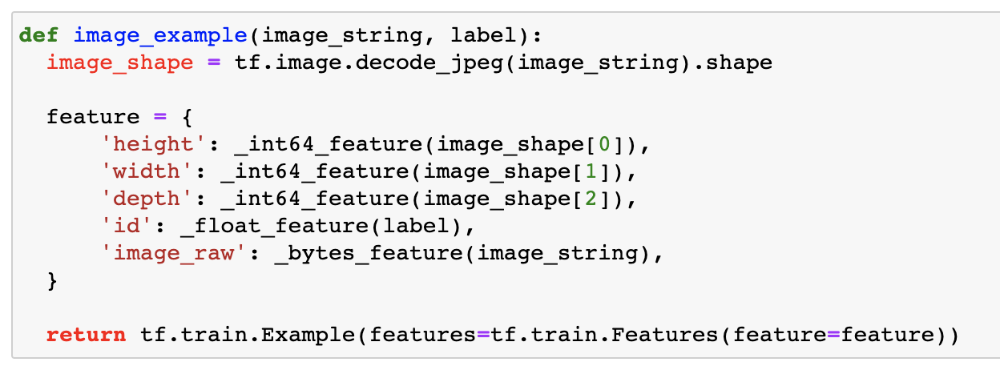 def image_example(image_string, label):
  image_shape = tf.image.decode_jpeg(image_string).shape
  feature = {
      'height': _int64_feature(image_shape[0]),
      'width': _int64_feature(image_shape[1]),
      'depth': _int64_feature(image_shape[2]),
      'id': _float_feature(label),
      'image_raw': _bytes_feature(image_string),
  }
  return tf.train.Example(features=tf.train.Features(feature=feature))